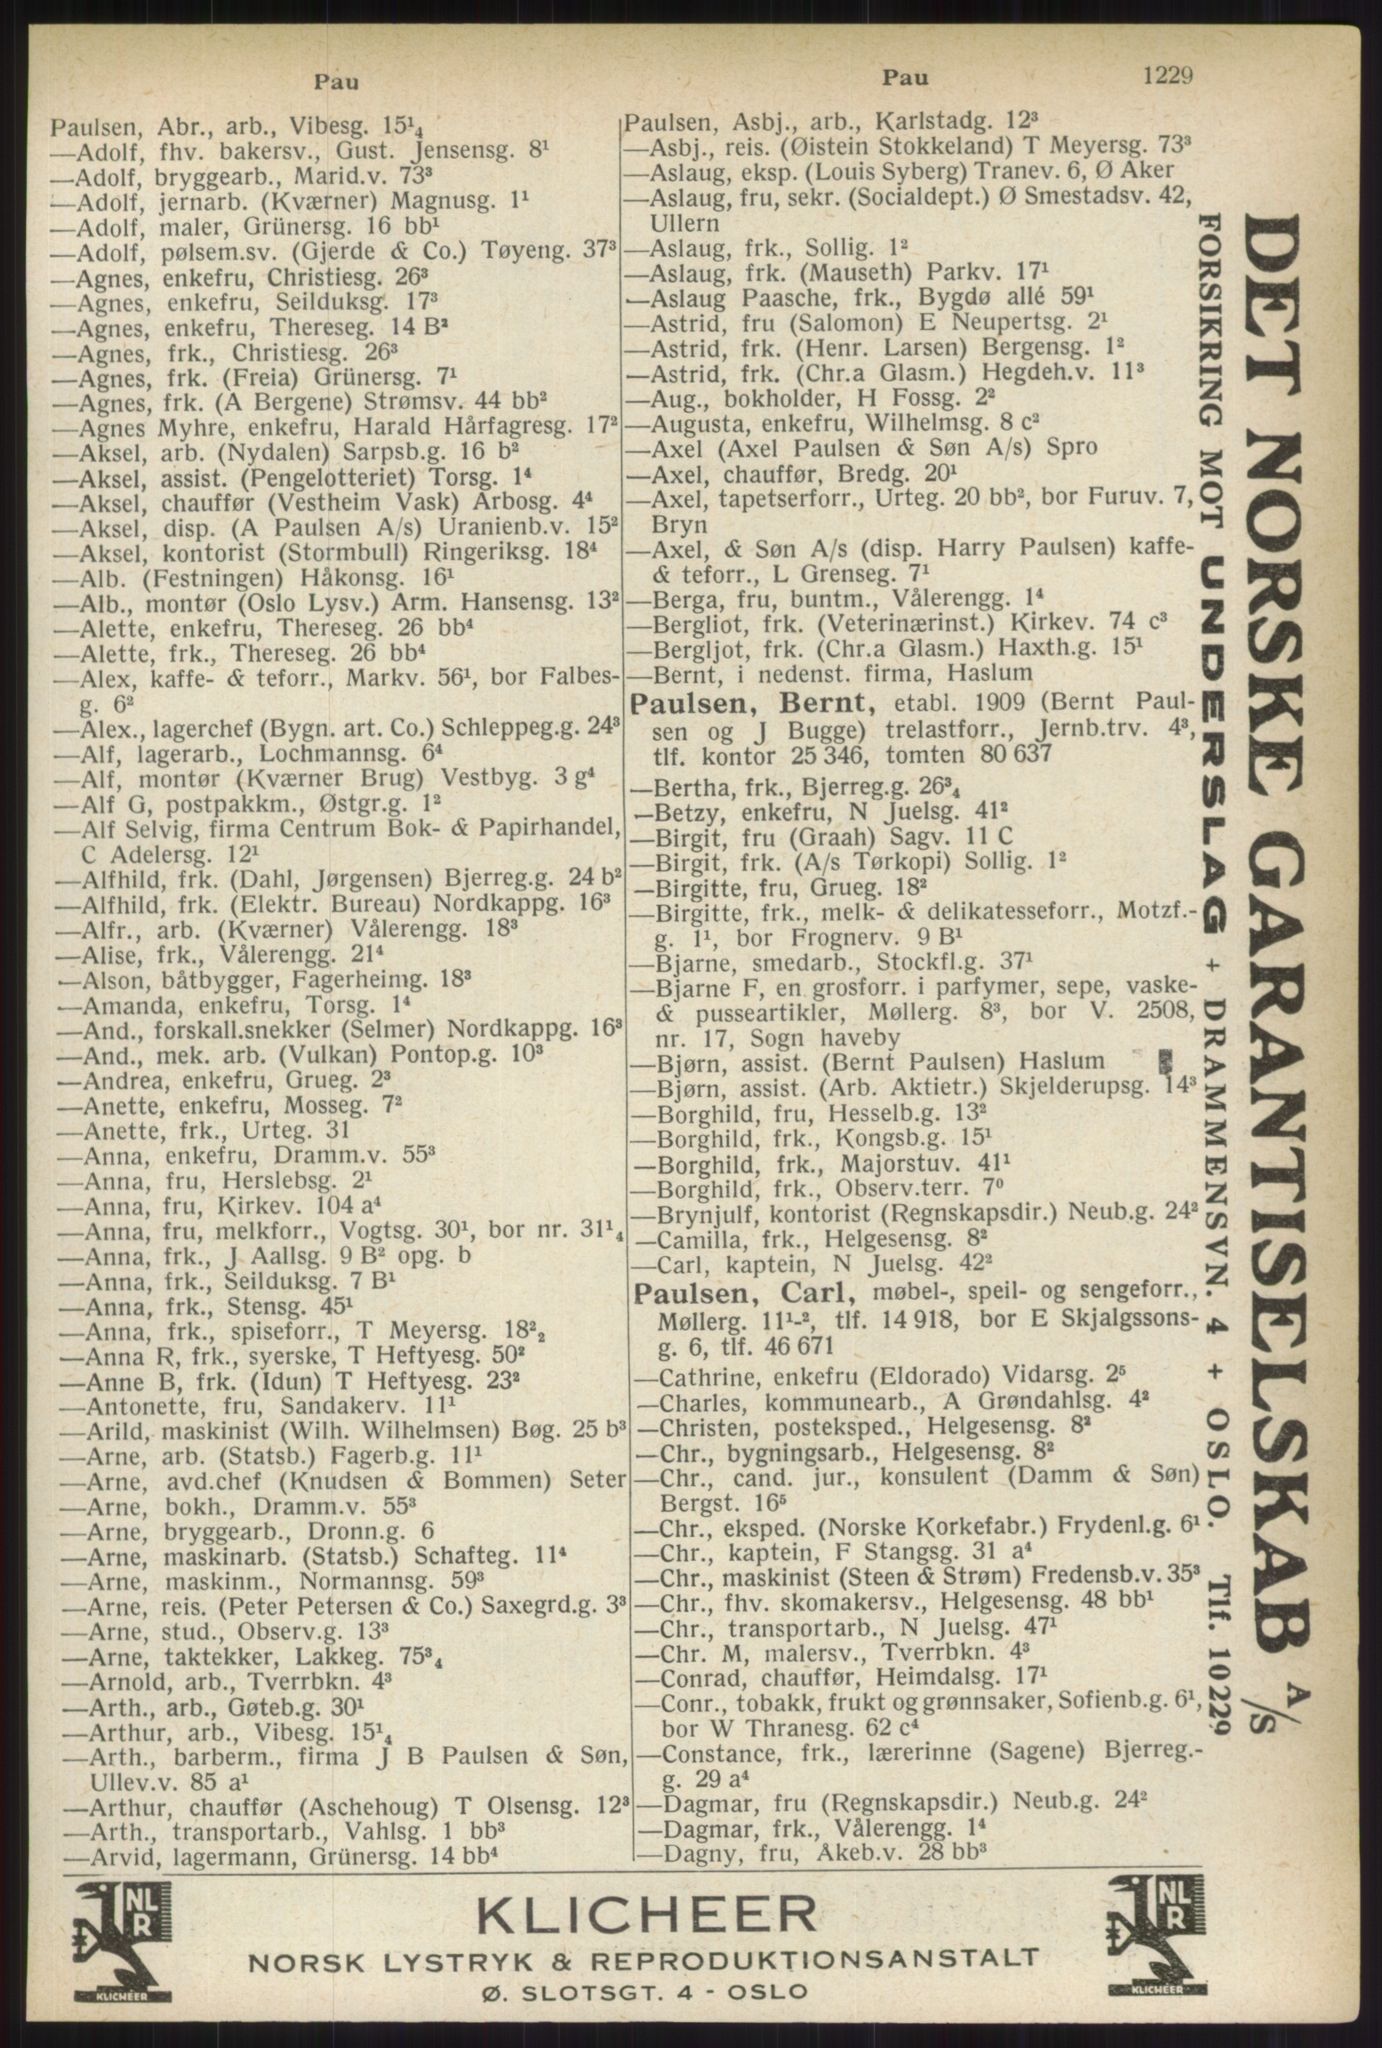 Pau
Paulsen, Abr., arb., Vibesg. 15¹₄
—Adolf, fhv. bakersv., Gust. Jensensg. 8¹
—Adolf, bryggearb., Marid.v. 73³
—Adolf, jernarb. (Kværner) Magnusg. 1¹
—Adolf, maler, Grünersg. 16 bb¹
—Adolf, pølsem.sv. (Gjerde & Co.) Tøyeng. 37³
—Agnes, enkefru, Christiesg. 26³
—Agnes, enkefru, Seilduksg. 17³
—Agnes, enkefru, Thereseg. 14 B²
—Agnes, frk., Christiesg. 26³
—Agnes, frk. (Freia) Grünersg. 7¹
—Agnes, frk. (A Bergene) Strømsv. 44 bb²
—Agnes Myhre, enkefru, Harald Hårfagresg. 17²
—Aksel, arb. (Nydalen) Sarpsb.g. 16 b²
—Aksel, assist. (Pengelotteriet) Torsg. 1⁴
—Aksel, chauffør (Vestheim Vask) Arbosg. 4⁴
—Aksel, disp. (A Paulsen A/s) Uranienb.v. 15²
—Aksel, kontorist (Stormbull) Ringeriksg. 18⁴
—Alb. (Festningen) Håkonsg. 16¹
—Alb., montør (Oslo Lysv.) Arm. Hansensg. 13²
—Alette, enkefru, Thereseg. 26 bb⁴
—Alette, frk., Thereseg. 26 bb⁴
—Alex, kaffe- & teforr., Markv. 56¹, bor Falbes-
g. 6²
—Alex., lagerchef (Bygn. art. Co.) Schleppeg.g. 24³
—Alf, lagerarb., Lochmannsg. 6⁴
—Alf, montør (Kværner Brug) Vestbyg. 3 g⁴
—Alf G, postpakkm., Østgr.g. 1²
—Alf Selvig, firma Centrum Bok- & Papirhandel,
C Adelersg. 12¹
—Alfhild, frk. (Dahl, Jørgensen) Bjerreg.g. 24 b²
—Alfhild, frk. (Elektr. Bureau) Nordkappg. 16³
—Alfr., arb. (Kværner) Vålerengg. 18³
—Alise, frk., Vålerengg. 21⁴
—Alson, båtbygger, Fagerheimg. 18³
—Amanda, enkefru, Torsg. 1⁴
—And., forskall.snekker (Selmer) Nordkappg. 16³
—And., mek. arb. (Vulkan) Pontop.g. 10³
—Andrea, enkefru, Grueg. 2³
—Anette, enkefru, Mosseg. 7²
—Anette, frk., Urteg. 31
—Anna, enkefru, Dramm.v. 55³
—Anna, fru, Herslebsg. 2¹
—Anna, fru, Kirkev. 104 a⁴
—Anna, fru, melkforr., Vogtsg. 30¹, bor nr. 31¹₄
—Anna, frk., J Aallsg. 9 B² opg. b
—Anna, frk., Seilduksg. 7 B¹
—Anna, frk., Stensg. 45¹
—Anna, frk., spiseforr., T Meyersg. 18²₂
—Anna R, frk., syerske, T Heftyesg. 50²
—Anne B, frk. (Idun) T Heftyesg. 23²
—Antonette, fru, Sandakerv. 11¹
—Arild, maskinist (Wilh. Wilhelmsen) Bøg. 25 b³
—Arne, arb. (Statsb.) Fagerb.g. 11¹
—Arne, avd.chef (Knudsen & Bommen) Seter
—Arne, bokh., Dramm.v. 55³
—Arne, bryggearb., Dronn.g. 6
—Arne, maskinarb. (Statsb.) Schafteg. 11⁴
—Arne, maskinm., Normannsg. 59³
—Arne, reis. (Peter Petersen & Co.) Saxegrd.g. 3³
—Arne, stud., Observ.g. 13³
—Arne, taktekker, Lakkeg. 75³₄
—Arnold, arb., Tverrbkn. 4³
—Arth., arb., Gøteb.g. 30¹
—Arthur, arb., Vibesg. 15¹₄
—Arth., barberm., firma J B Paulsen & Søn,
Ullev.v. 85 a¹
—Arthur, chauffør (Aschehoug) T Olsensg. 12³
—Arth., transportarb., Vahlsg. 1 bb³
—Arvid, lagermann, Grünersg. 14 bb⁴
Pau 1229
Paulsen, Asbj., arb., Karlstadg. 12³
—Asbj., reis. (Øistein Stokkeland) T Meyersg. 73³
—Aslaug, eksp. (Louis Syberg) Tranev. 6, Ø Aker
—Aslaug, fru, sekr. (Socialdept.) Ø Smestadsv. 42,
Ullern
—Aslaug, frk., Sollig. 1²
—Aslaug, frk. (Mauseth) Parkv. 17¹
—Aslaug Paasche, frk., Bygdø allé 59¹
—Astrid, fru (Salomon) E Neupertsg. 2¹
—Astrid, frk. (Henr. Larsen) Bergensg. 1²
—Astrid, frk. (Chr.a Glasm.) Hegdeh.v. 11³
—Aug., bokholder, H Fossg. 2²
—Augusta, enkefru, Wilhelmsg. 8 c²
—Axel (Axel Paulsen & Søn A/s) Spro
—Axel, chauffør, Bredg. 20¹
—Axel, tapetserforr., Urteg. 20 bb², bor Furuv. 7,
Bryn
—Axel, & Søn A/s (disp. Harry Paulsen) kaffe-
& teforr., L Grenseg. 7¹
—Berga, fru, buntm., Vålerengg. 1⁴
—Bergliot, frk. (Veterinærinst.) Kirkev. 74 c³
—Bergljot, frk. (Chr.a Glasm.) Haxth.g. 15¹
—Bernt, i nedenst. firma, Haslum
Paulsen, Bernt, etabl. 1909 (Bernt Paul-
sen og J Bugge) trelastforr., Jernb.trv. 4³,
tlf. kontor 25 346, tomten 80 637
—Bertha, frk., Bjerreg.g. 26³₄
—Betzy, enkefru, N Juelsg. 41²
—Birgit, fru (Graah) Sagv. 11 C
—Birgit, frk. (A/s Tørkopi) Sollig. 1²
—Birgitte, fru, Grueg. 18²
—Birgitte, frk., melk- & delikatesseforr., Motzf.-
g. 1¹, bor Frognerv. 9 B¹
—Bjarne, smedarb., Stockfl.g. 37¹
—Bjarne F, en grosforr. i parfymer, sepe, vaske-
& pusseartikler, Møllerg. 8³, bor V. 2508,
nr. 17, Sogn haveby
—Bjørn, assist. (Bernt Paulsen) Haslum
—Bjørn, assist. (Arb. Aktietr.) Skjelderupsg. 14³
—Borghild, fru, Hesselb.g. 13²
—Borghild, frk., Kongsb.g. 15¹
—Borghild, frk., Majorstuv. 41¹
—Borghild, frk., Observ.terr. 7⁰
—Brynjulf, kontorist (Regnskapsdir.) Neub.g. 24²
—Camilla, frk., Helgesensg. 8²
—Carl, kaptein, N Juelsg. 42²
Paulsen, Carl, møbel-, speil- og sengeforr.,
Møllerg. 11¹-², tlf. 14 918, bor E Skjalgssons-
g. 6, tlf. 46 671
—Cathrine, enkefru (Eldorado) Vidarsg. 2⁵
—Charles, kommunearb., A Grøndahlsg. 4²
—Christen, posteksped., Helgesensg. 8²
—Chr., bygningsarb., Helgesensg. 8²
—Chr., cand. jur., konsulent (Damm & Søn)
Bergst. 16⁵
—Chr., eksped. (Norske Korkefabr.) Frydenl.g. 6¹
—Chr., kaptein, F Stangsg. 31 a⁴
—Chr., maskinist (Steen & Strøm) Fredensb.v. 35³
—Chr., fhv. skomakersv., Helgesensg. 48 bb¹
—Chr., transportarb., N Juelsg. 47¹
—Chr. M, malersv., Tverrbkn. 4³
—Conrad, chauffør, Heimdalsg. 17¹
—Conr., tobakk, frukt og grønnsaker, Sofienb.g. 6¹,
bor W Thranesg. 62 c⁴
—Constance, frk., lærerinne (Sagene) Bjerreg.-
g. 29 a⁴
—Dagmar, fru (Regnskapsdir.) Neub.g. 24²
—Dagmar, frk., Vålerengg. 1⁴
—Dagny, fru, Åkeb.v. 28 bb³
DET NORSKE GARANTISELSKAB A/S
FORSIKRING MOT UNDERSLAG + DRAMMENSVN. 4 + OSLO. Tlf. 10229
NLR
KLICHEER
KLICHEER
NORSK LYSTRYK & REPRODUKTIONSANSTALT
Ø. SLOTSGT. 4 - OSLO
NLR
KLICHEER